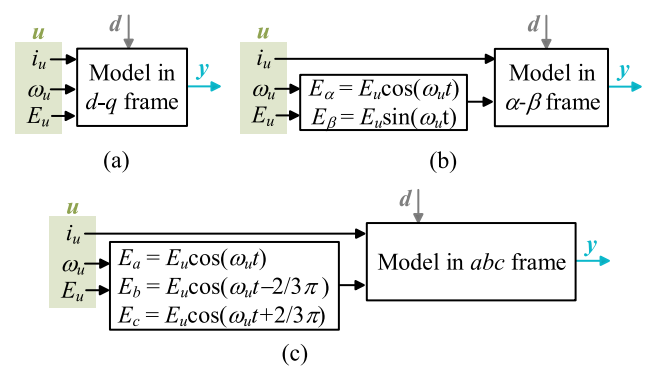 u
d
i_u
ω_u
E_u
Model in
d-q frame
y
(a)
u
d
i_u
ω_u
E_u
E_α = E_u cos(ω_u t)
E_β = E_u sin(ω_u t)
Model in
α-β frame
y
(b)
u
d
i_u
ω_u
E_u
E_a = E_u cos(ω_u t)
E_b = E_u cos(ω_u t−2/3π)
E_c = E_u cos(ω_u t+2/3π)
Model in abc frame
y
(c)